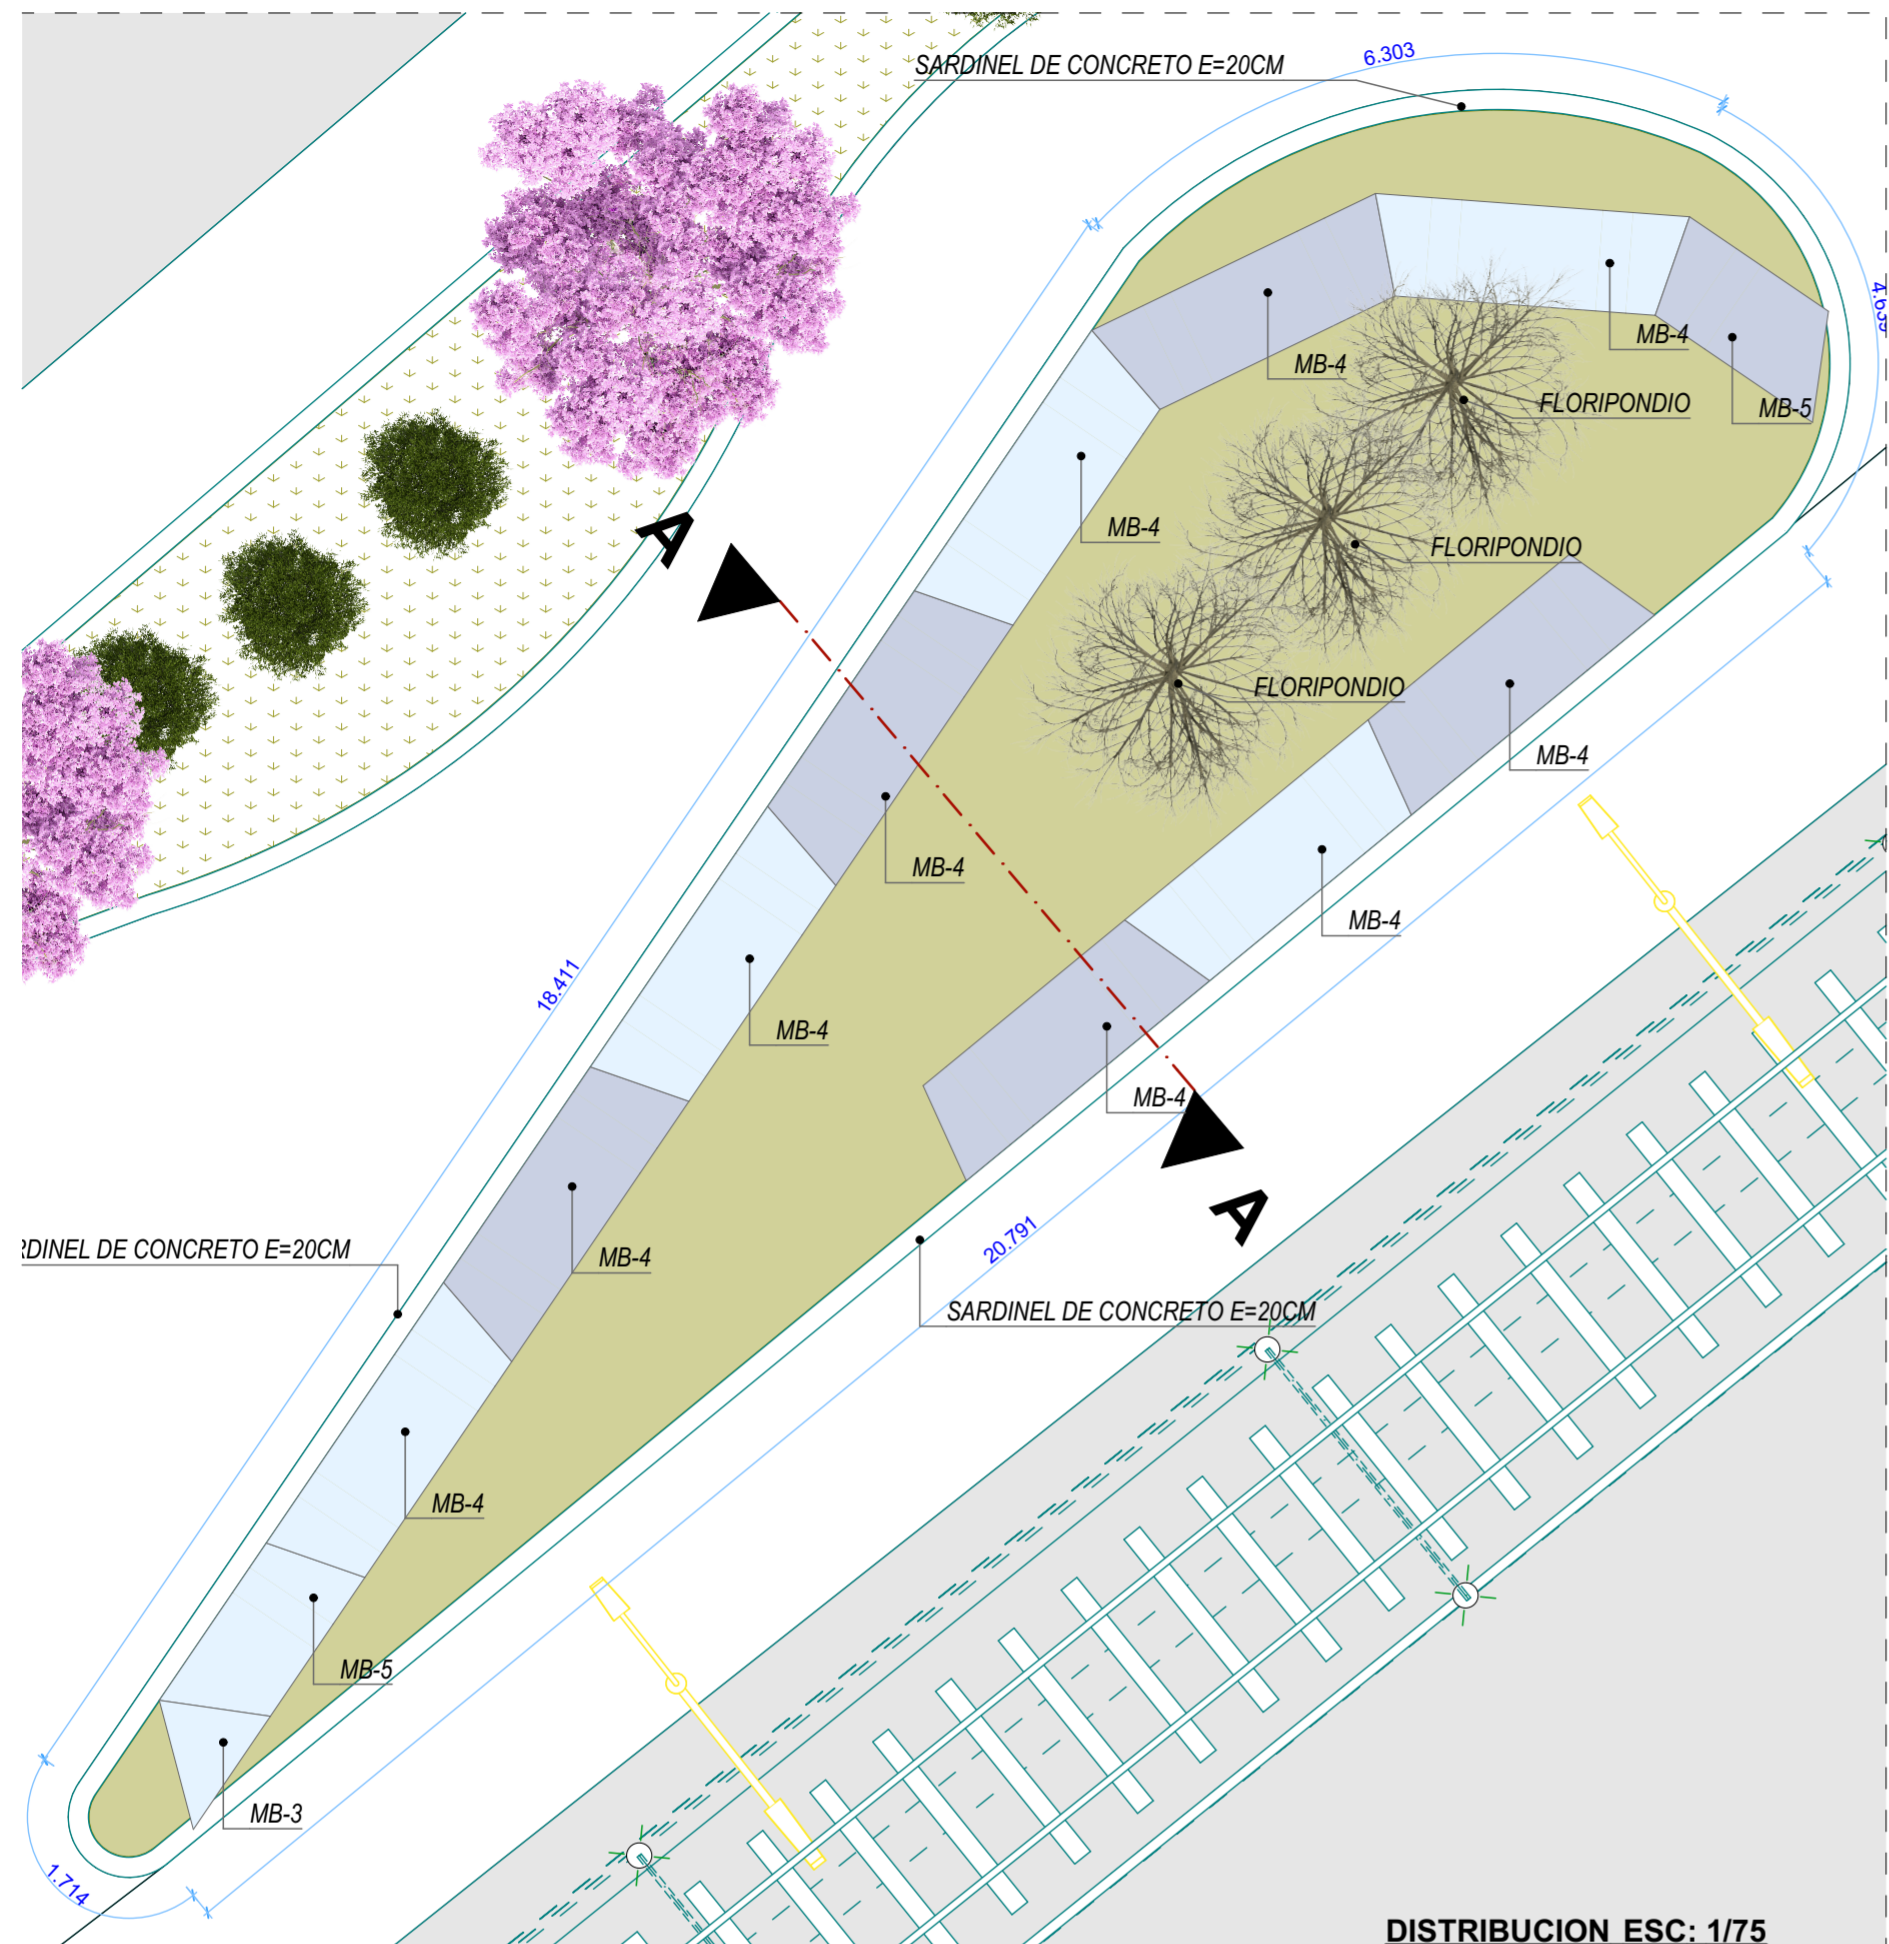 SARDINEL DE CONCRETO E=20CM
6.303
4.639
MB-4
MB-4
MB-5
FLORIPONDIO
MB-4
A
FLORIPONDIO
FLORIPONDIO
MB-4
MB-4
MB-4
18.411
MB-4
MB-4
A
20.791
RDINEL DE CONCRETO E=20CM
MB-4
SARDINEL DE CONCRETO E=20CM
MB-4
MB-5
MB-3
1.714
DISTRIBUCION ESC: 1/75